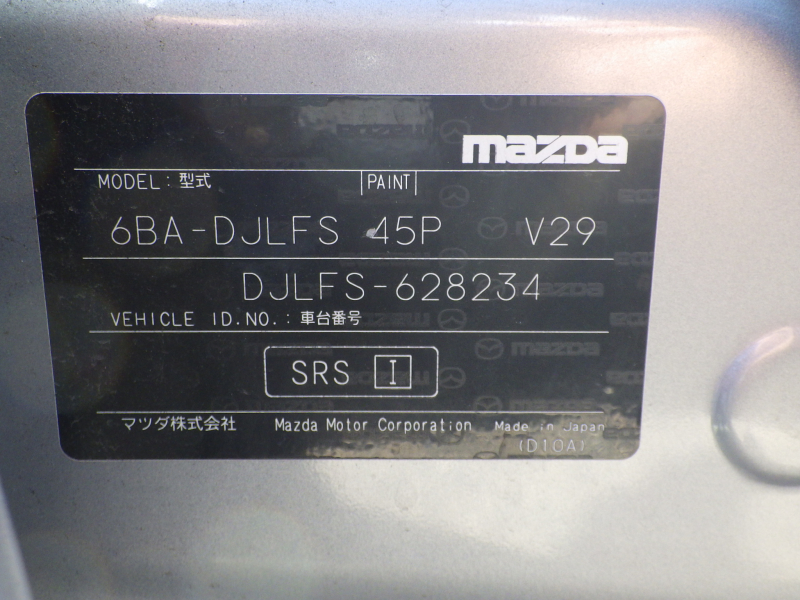 mazda
MODEL : 型式 PAINT
6BA-DJLFS 45P V29
DJLFS-628234
VEHICLE ID.NO. : 車台番号
SRS I
マツダ株式会社 Mazda Motor Corporation Made in Japan
(D10A)